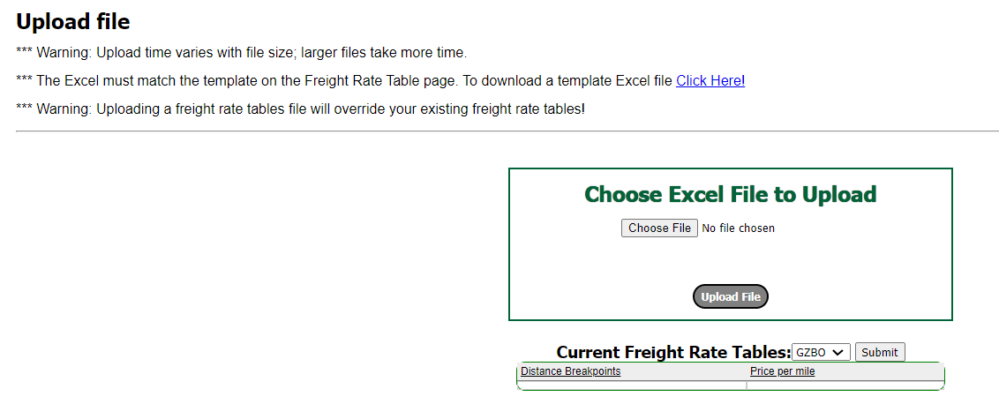 Upload file
*** Warning: Upload time varies with file size; larger files take more time.
*** The Excel must match the template on the Freight Rate Table page. To download a template Excel file Click Here!
*** Warning: Uploading a freight rate tables file will override your existing freight rate tables!
Choose Excel File to Upload
Choose File No file chosen
Upload File
Current Freight Rate Tables: GZBO Submit
Distance Breakpoints Price per mile